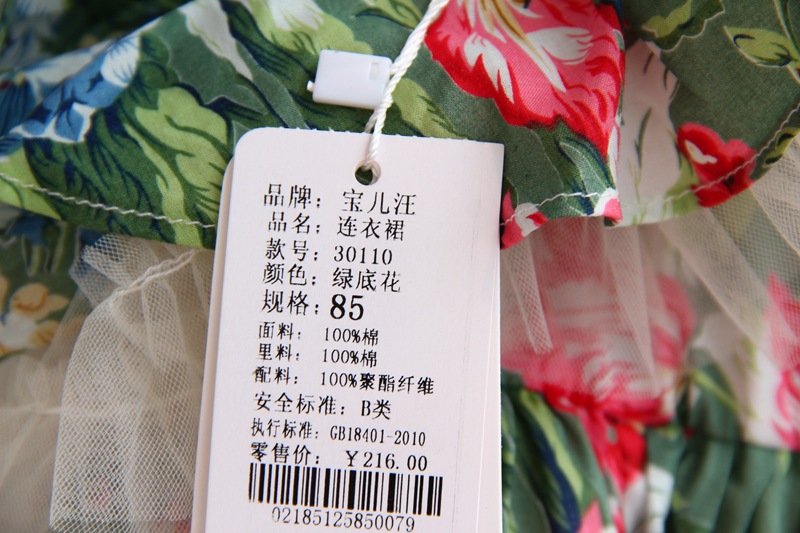 品牌：宝儿汪
品名：连衣裙
款号：30110
颜色：绿底花
规格：85
面料： 100%棉
里料： 100%棉
配料： 100%聚酯纤维
安全标准：B类
执行标准：GB18401-2010
零售价： ￥216.00
02185125850079